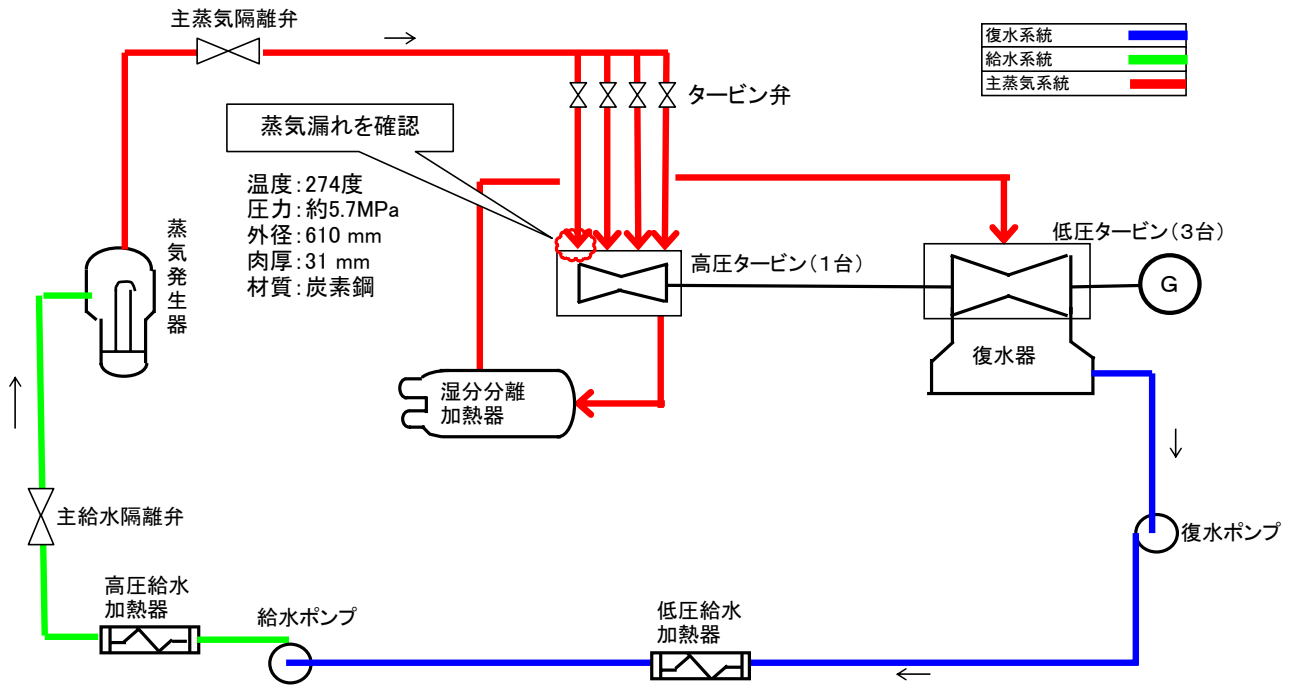 主蒸気隔離弁
復水系統
給水系統
主蒸気系統
タービン弁
蒸気漏れを確認
温度:274度
圧力:約5.7MPa
外径:610 mm
肉厚:31 mm
材質:炭素鋼
蒸気発生器
高圧タービン(1台)
低圧タービン(3台)
G
復水器
湿分分離
加熱器
主給水隔離弁
復水ポンプ
高圧給水
加熱器
給水ポンプ
低圧給水
加熱器